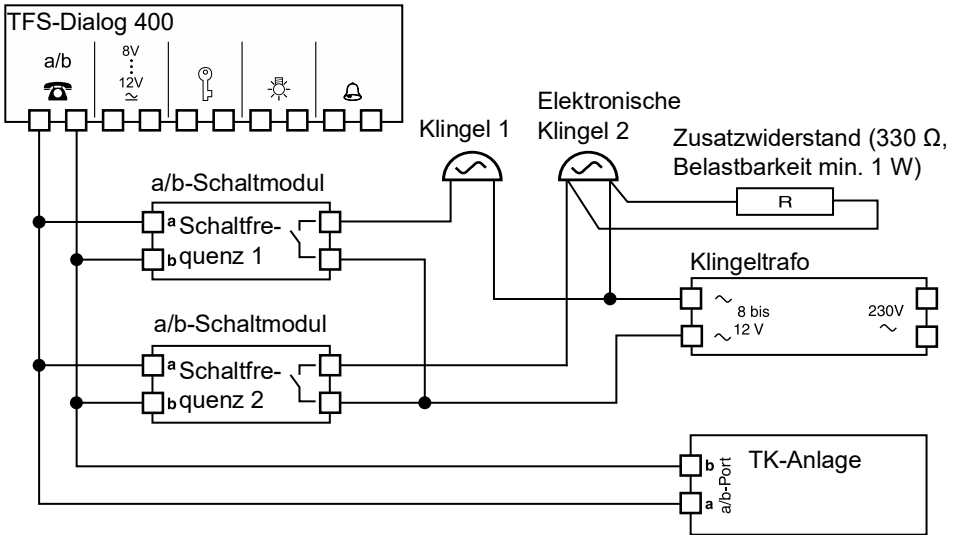 TFS-Dialog 400
a/b
8V
12V
Klingel 1
Elektronische
Klingel 2
Zusatzwiderstand (330 Ω,
Belastbarkeit min. 1 W)
R
a/b-Schaltmodul
a Schaltfre-
b quenz 1
Klingeltrafo
8 bis
12 V
230V
a/b-Schaltmodul
a Schaltfre-
b quenz 2
TK-Anlage
a/b-Port
b
a